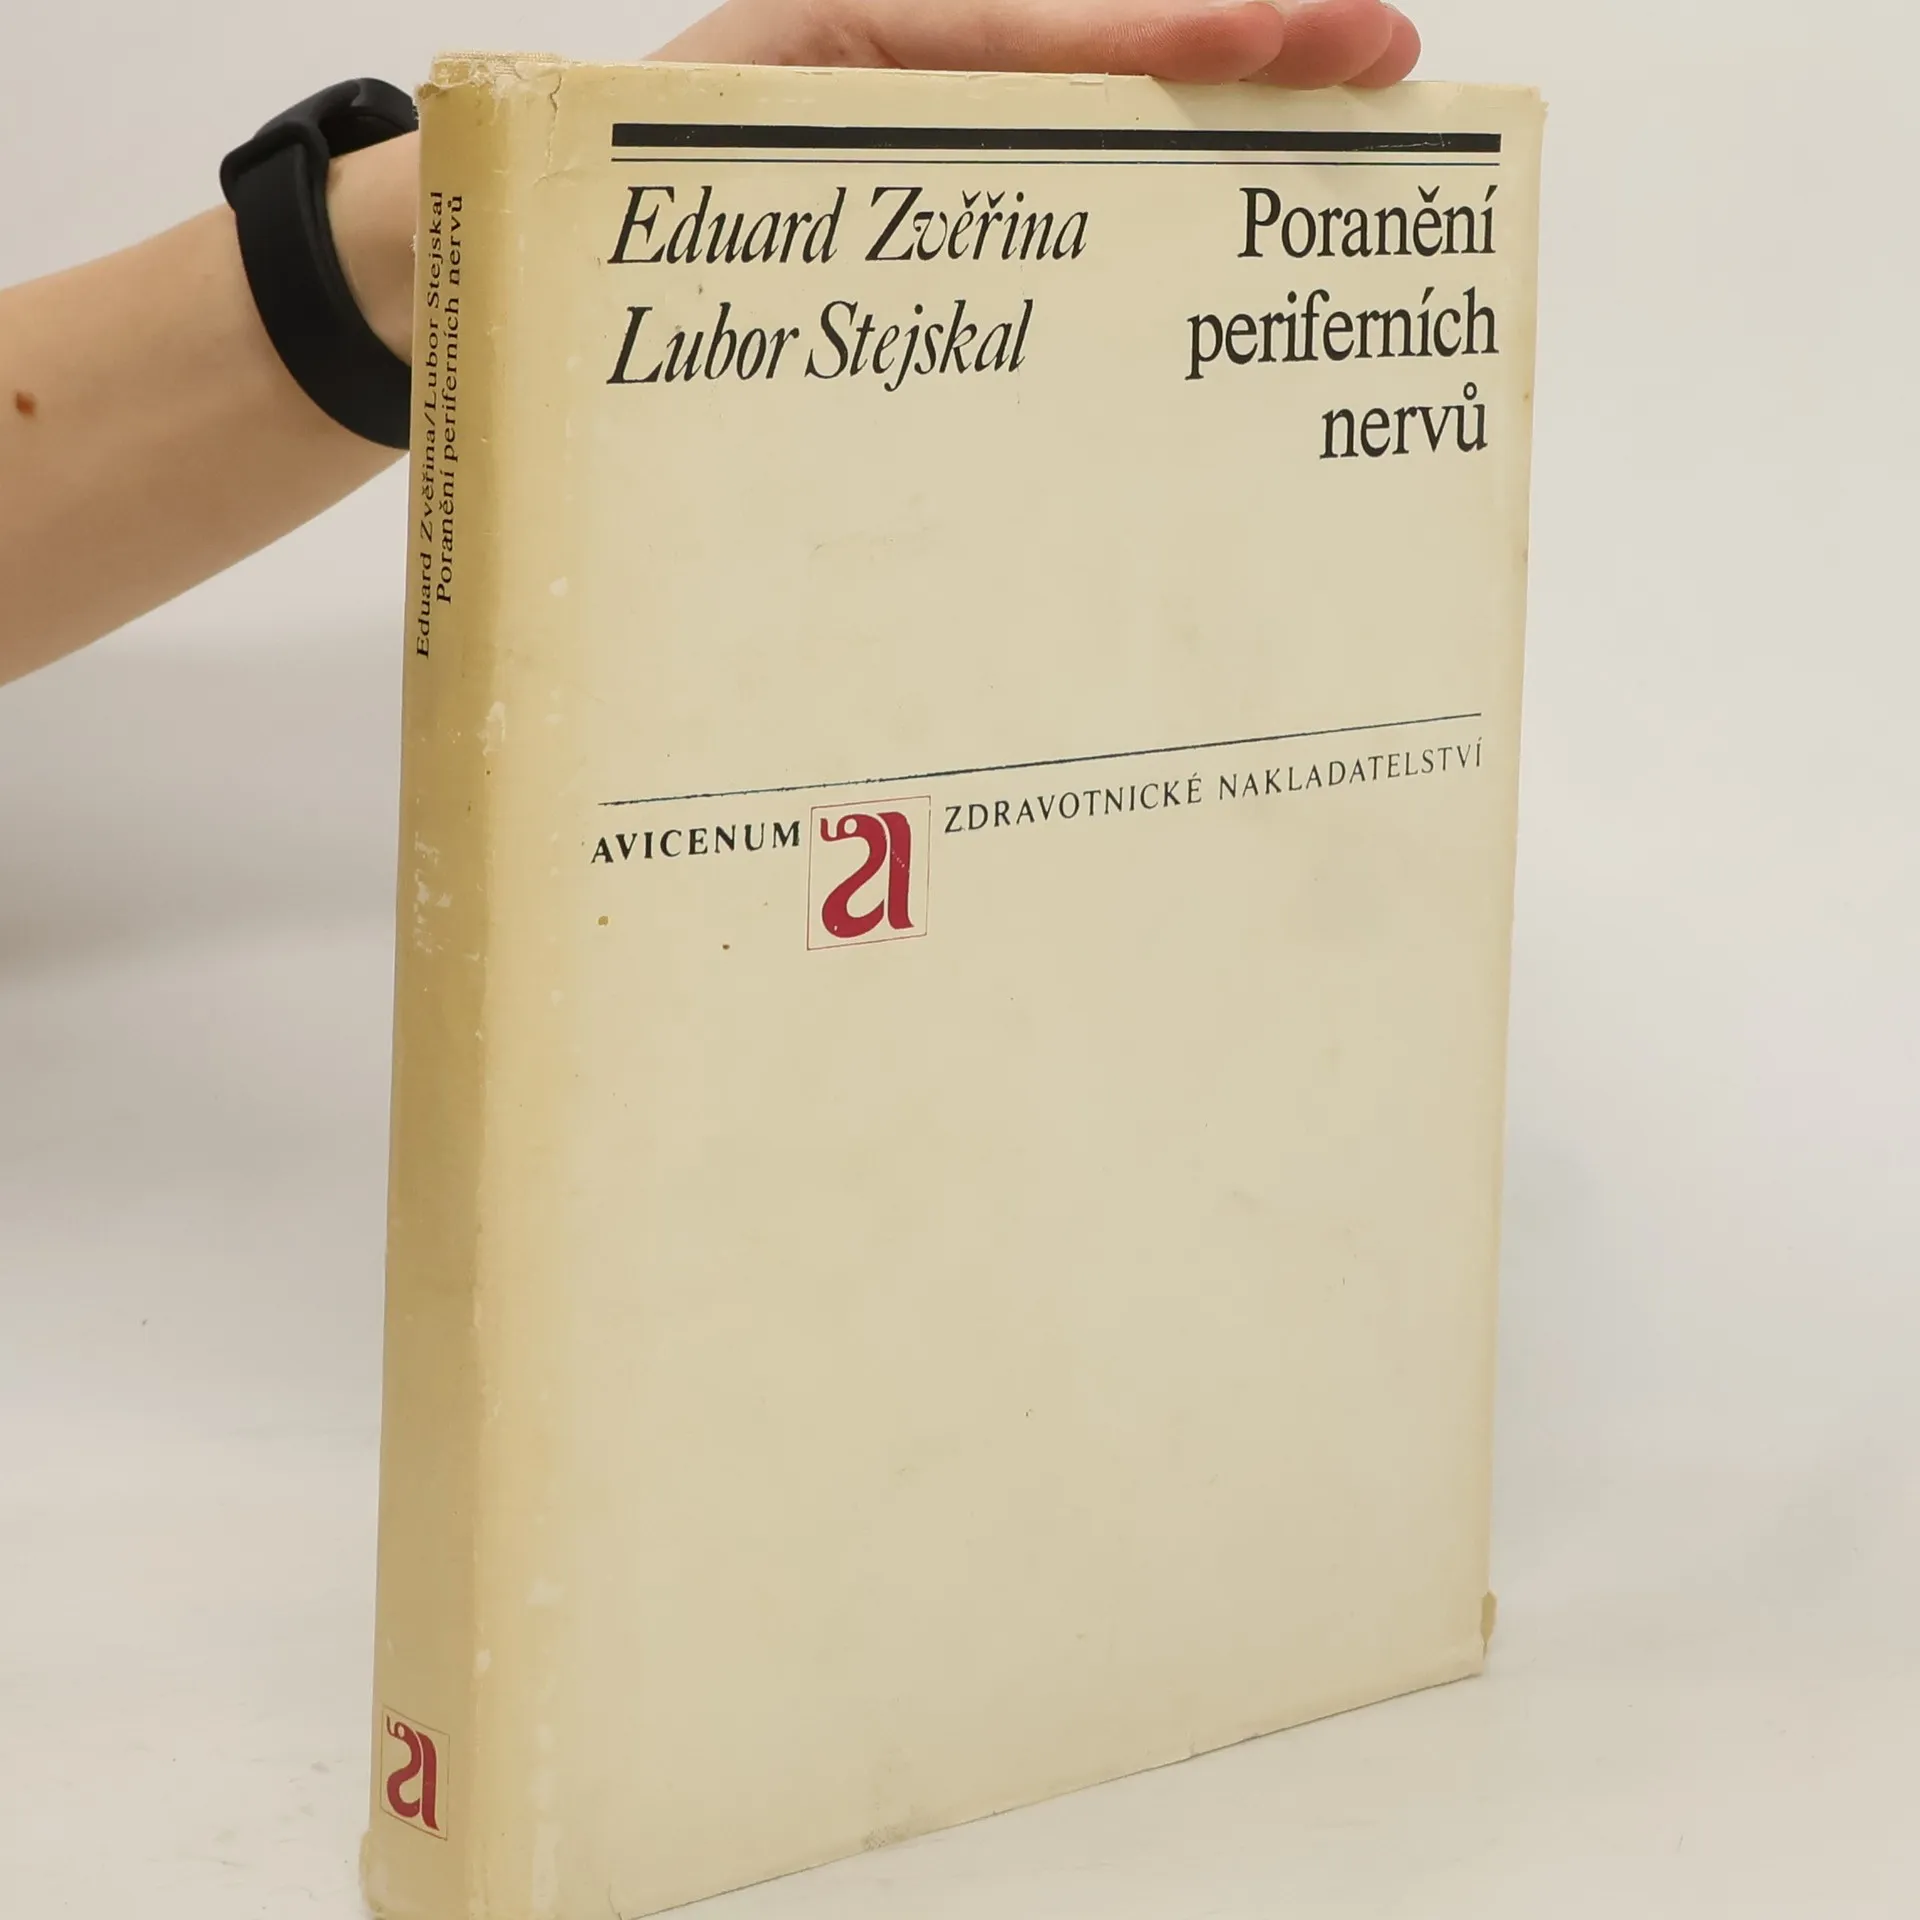 Eduard Zvěřina
Lubor Stejskal
Poranění
periferních
nervů
AVICENUM
ZDRAVOTNICKÉ NAKLADATELSTVÍ
Eduard Zvěřina/Lubor Stejskal
Poranění periferních nervů